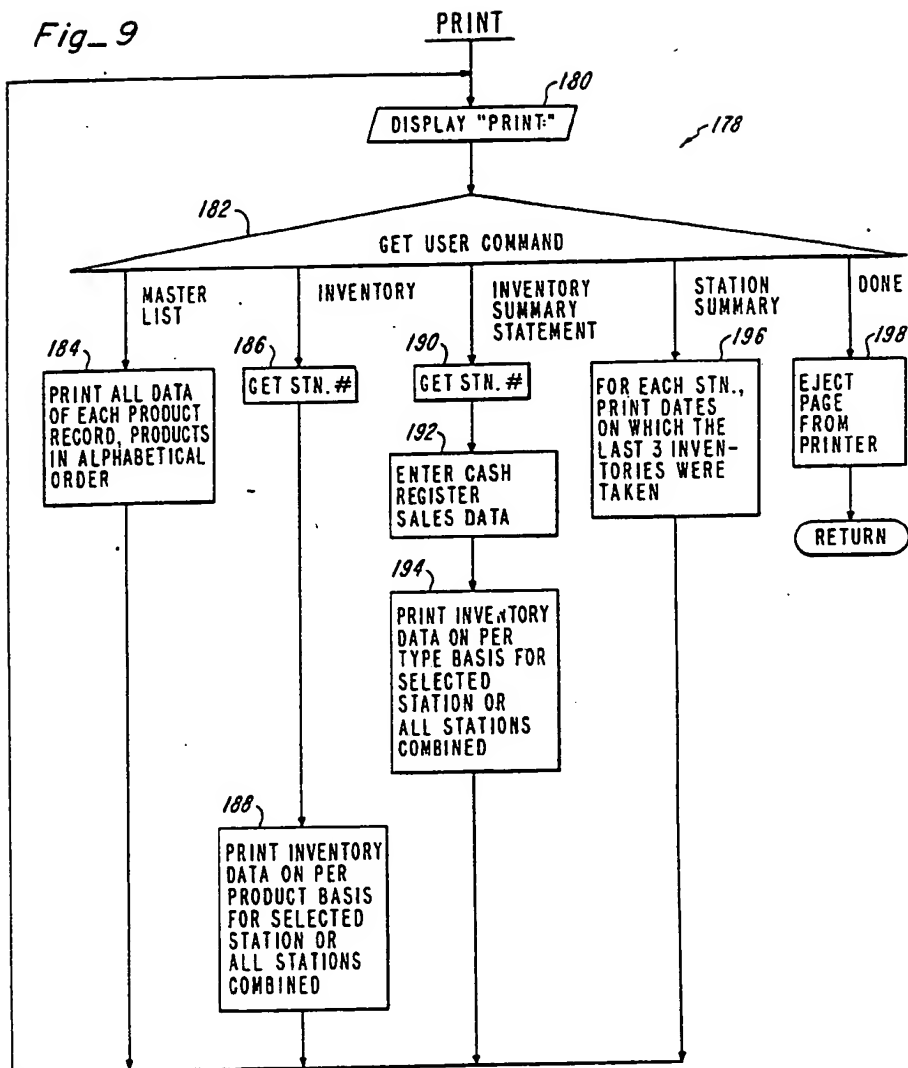 Fig_9
PRINT
180
DISPLAY "PRINT:"
178
182
GET USER COMMAND
MASTER
LIST
INVENTORY
INVENTORY
SUMMARY
STATEMENT
STATION
SUMMARY
DONE
184
PRINT ALL DATA
OF EACH PRODUCT
RECORD, PRODUCTS
IN ALPHABETICAL
ORDER
186
GET STN. #
190
GET STN. #
192
ENTER CASH
REGISTER
SALES DATA
194
PRINT INVENTORY
DATA ON PER
TYPE BASIS FOR
SELECTED
STATION OR
ALL STATIONS
COMBINED
196
FOR EACH STN.,
PRINT DATES
ON WHICH THE
LAST 3 INVEN-
TORIES WERE
TAKEN
198
EJECT
PAGE
FROM
PRINTER
RETURN
188
PRINT INVENTORY
DATA ON PER
PRODUCT BASIS
FOR SELECTED
STATION OR
ALL STATIONS
COMBINED